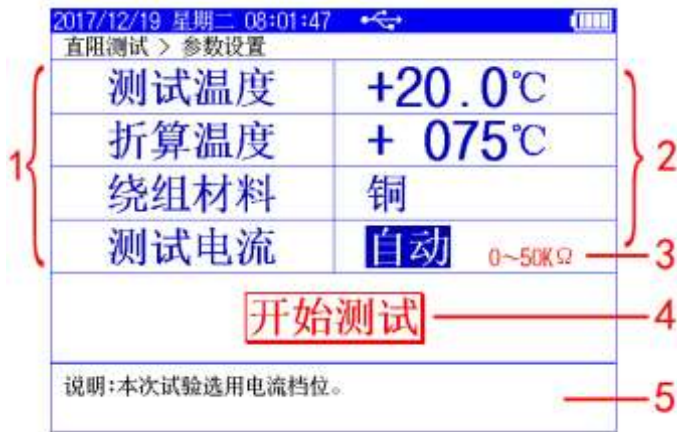 2017/12/19 星期二 08:01:47
直阻测试 > 参数设置
测试温度 +20.0℃
折算温度 + 075℃
绕组材料 铜
测试电流 自动 0~50KΩ
开始测试
说明:本次试验选用电流档位。
1
2
3
4
5